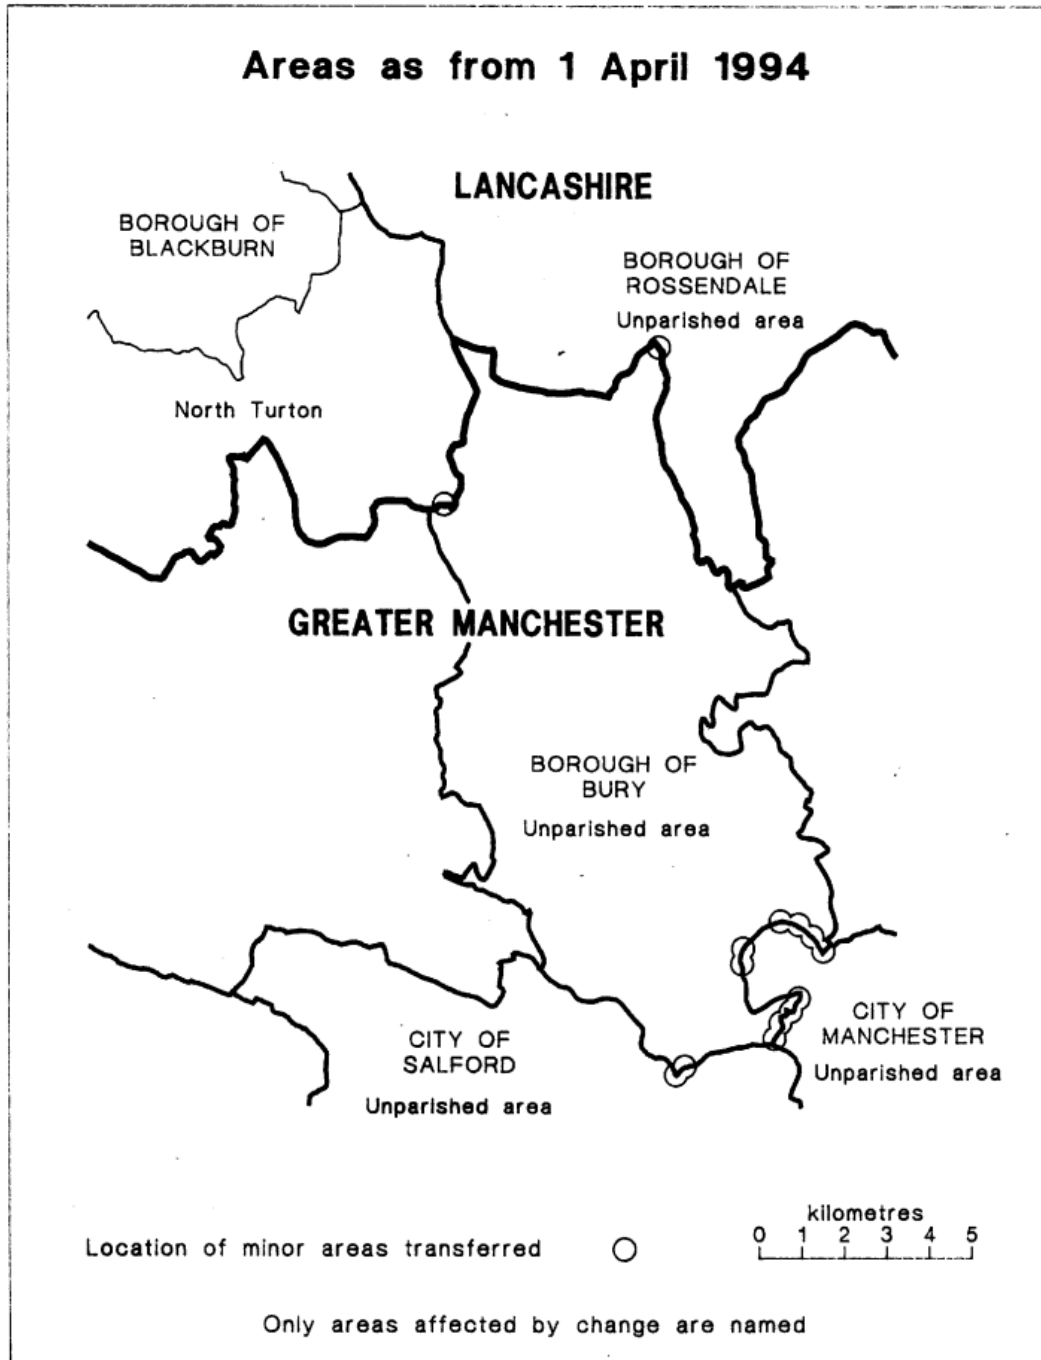 Areas as from 1 April 1994
LANCASHIRE
BOROUGH OF
BLACKBURN
BOROUGH OF
ROSSENDALE
Unparished area
North Turton
GREATER MANCHESTER
BOROUGH OF
BURY
Unparished area
CITY OF
SALFORD
Unparished area
CITY OF
MANCHESTER
Unparished area
kilometres
0 1 2 3 4 5
Location of minor areas transferred
Only areas affected by change are named